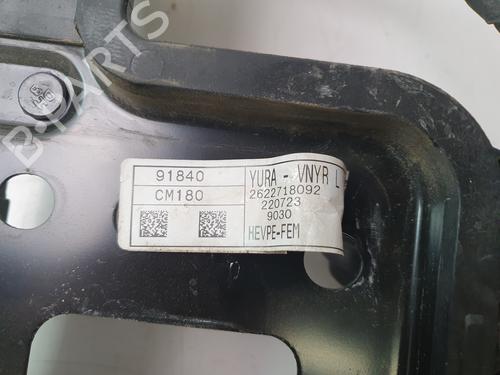 91840
CM180
YURA - VNYR L
2622718092
220723
9030
HEVPE-FEM
B-PARTS